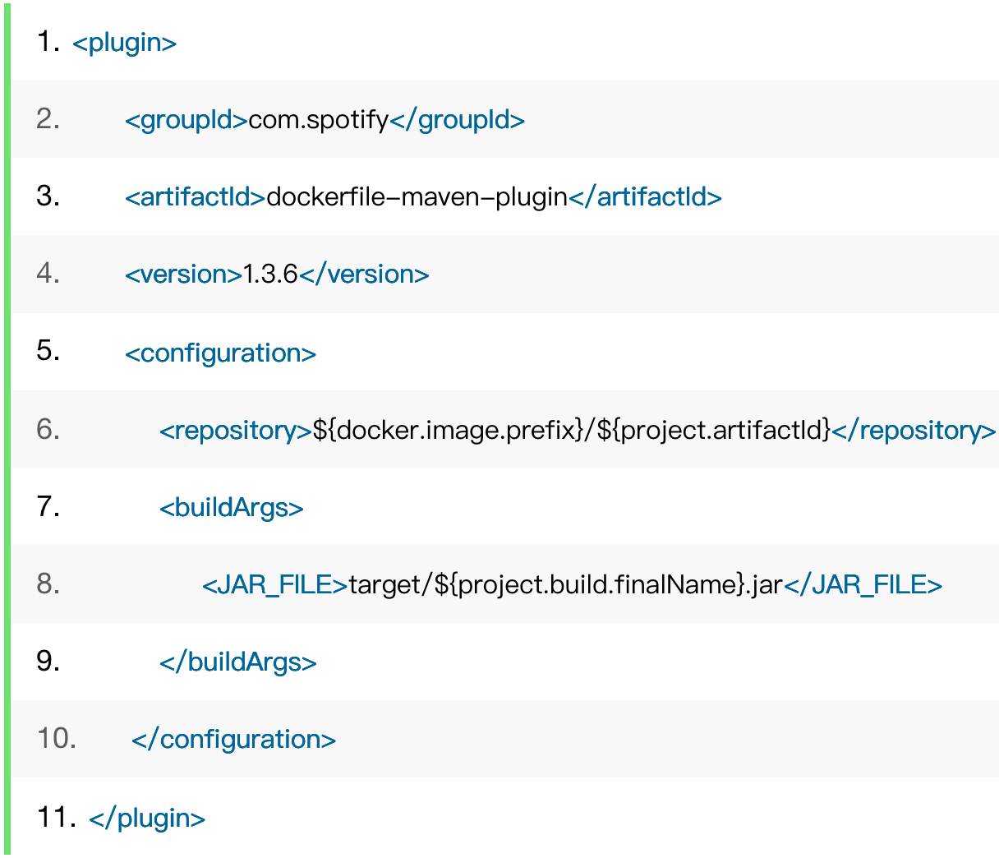 1. <plugin>
2. <groupId>com.spotify</groupId>
3. <artifactId>dockerfile-maven-plugin</artifactId>
4. <version>1.3.6</version>
5. <configuration>
6. <repository>${docker.image.prefix}/${project.artifactId}</repository>
7. <buildArgs>
8. <JAR_FILE>target/${project.build.finalName}.jar</JAR_FILE>
9. </buildArgs>
10. </configuration>
11. </plugin>